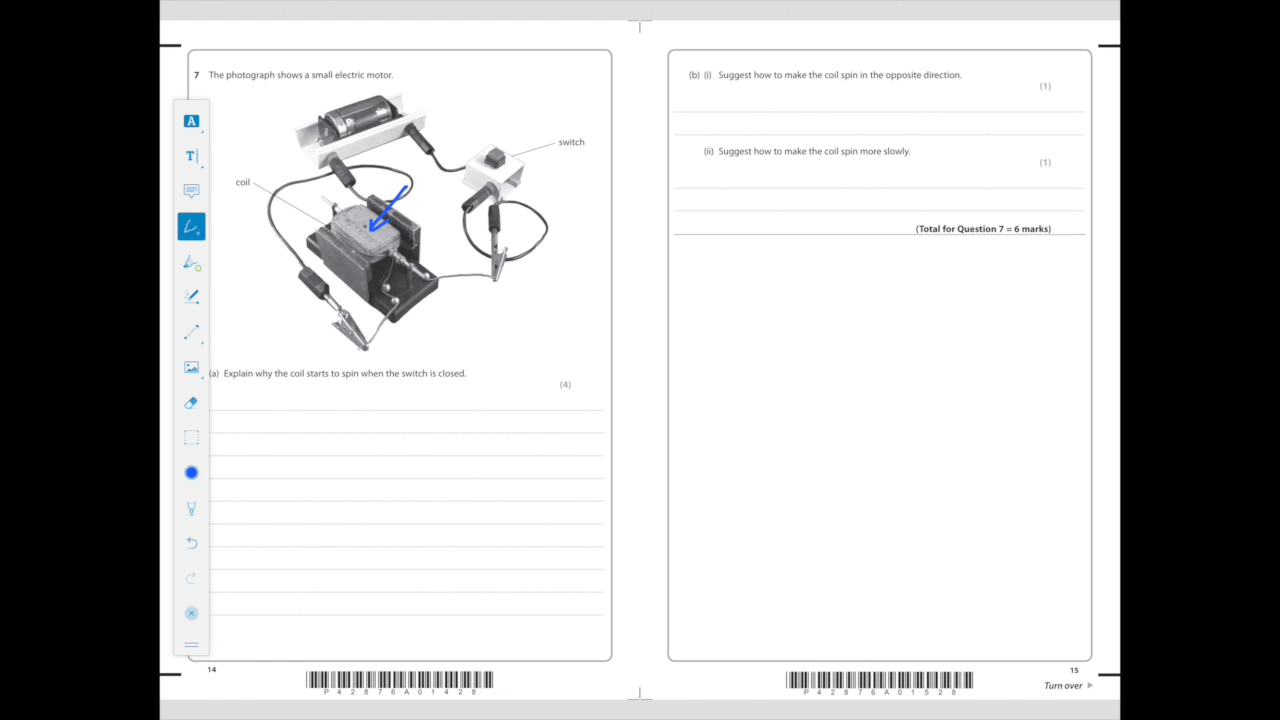 7 The photograph shows a small electric motor.
switch
coil
(a) Explain why the coil starts to spin when the switch is closed.
(4)
14
P42876A01428
(b) (i) Suggest how to make the coil spin in the opposite direction.
(1)
(ii) Suggest how to make the coil spin more slowly.
(1)
(Total for Question 7 = 6 marks)
15
P42876A01528
Turn over
A
T